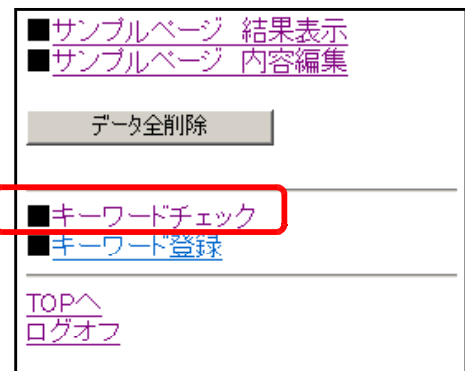 ■サンプルページ 結果表示
■サンプルページ 内容編集
データ全削除
■キーワードチェック
■キーワード登録
TOPへ
ログオフ